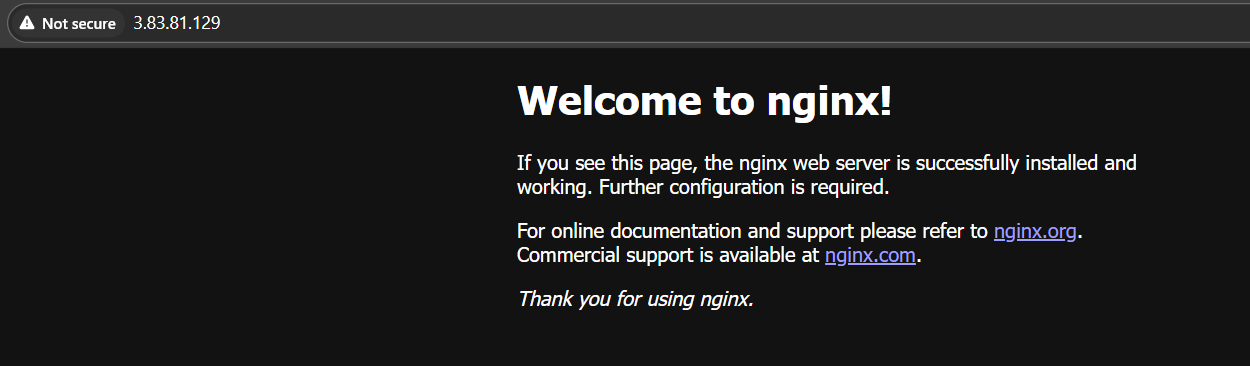 Not secure 3.83.81.129
Welcome to nginx!
If you see this page, the nginx web server is successfully installed and
working. Further configuration is required.
For online documentation and support please refer to nginx.org.
Commercial support is available at nginx.com.
Thank you for using nginx.